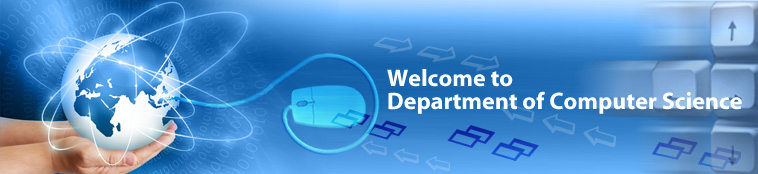 Welcome to
Department of Computer Science